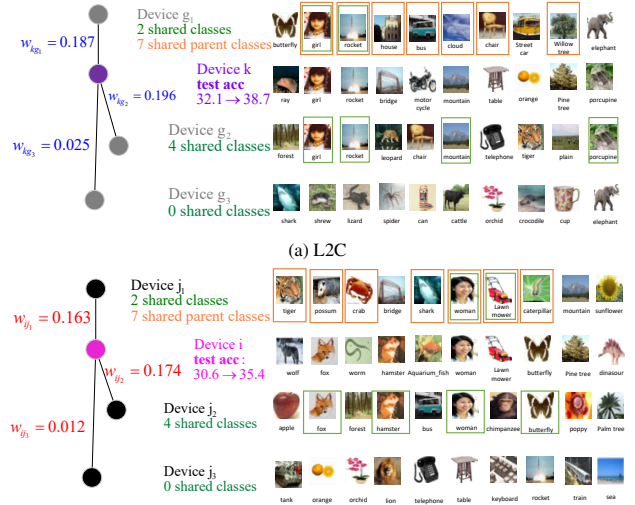 w_{kg_1} = 0.187
Device g₁
2 shared classes
7 shared parent classes
butterfly girl rocket house bus cloud chair Street car Willow tree elephant
w_{kg_2} = 0.196
Device k
test acc
32.1 → 38.7
ray girl rocket bridge motor cycle mountain table orange Pine tree porcupine
w_{kg_3} = 0.025
Device g₂
4 shared classes
forest girl rocket leopard chair mountain telephone tiger plain porcupine
Device g₃
0 shared classes
shark shrew lizard spider can cattle orchid crocodile cup elephant
(a) L2C
w_{ij_1} = 0.163
Device j₁
2 shared classes
7 shared parent classes
tiger possum crab bridge shark woman Lawn mower caterpillar mountain sunflower
w_{ij_2} = 0.174
Device i
test acc:
30.6 → 35.4
wolf fox worm hamster Aquarium_fish woman Lawn mower butterfly Pine tree dinasour
w_{ij_3} = 0.012
Device j₂
4 shared classes
apple fox forest hamster bus woman chimpanzee butterfly poppy Palm tree
Device j₃
0 shared classes
tank orange orchid lion telephone table keyboard rocket train sea